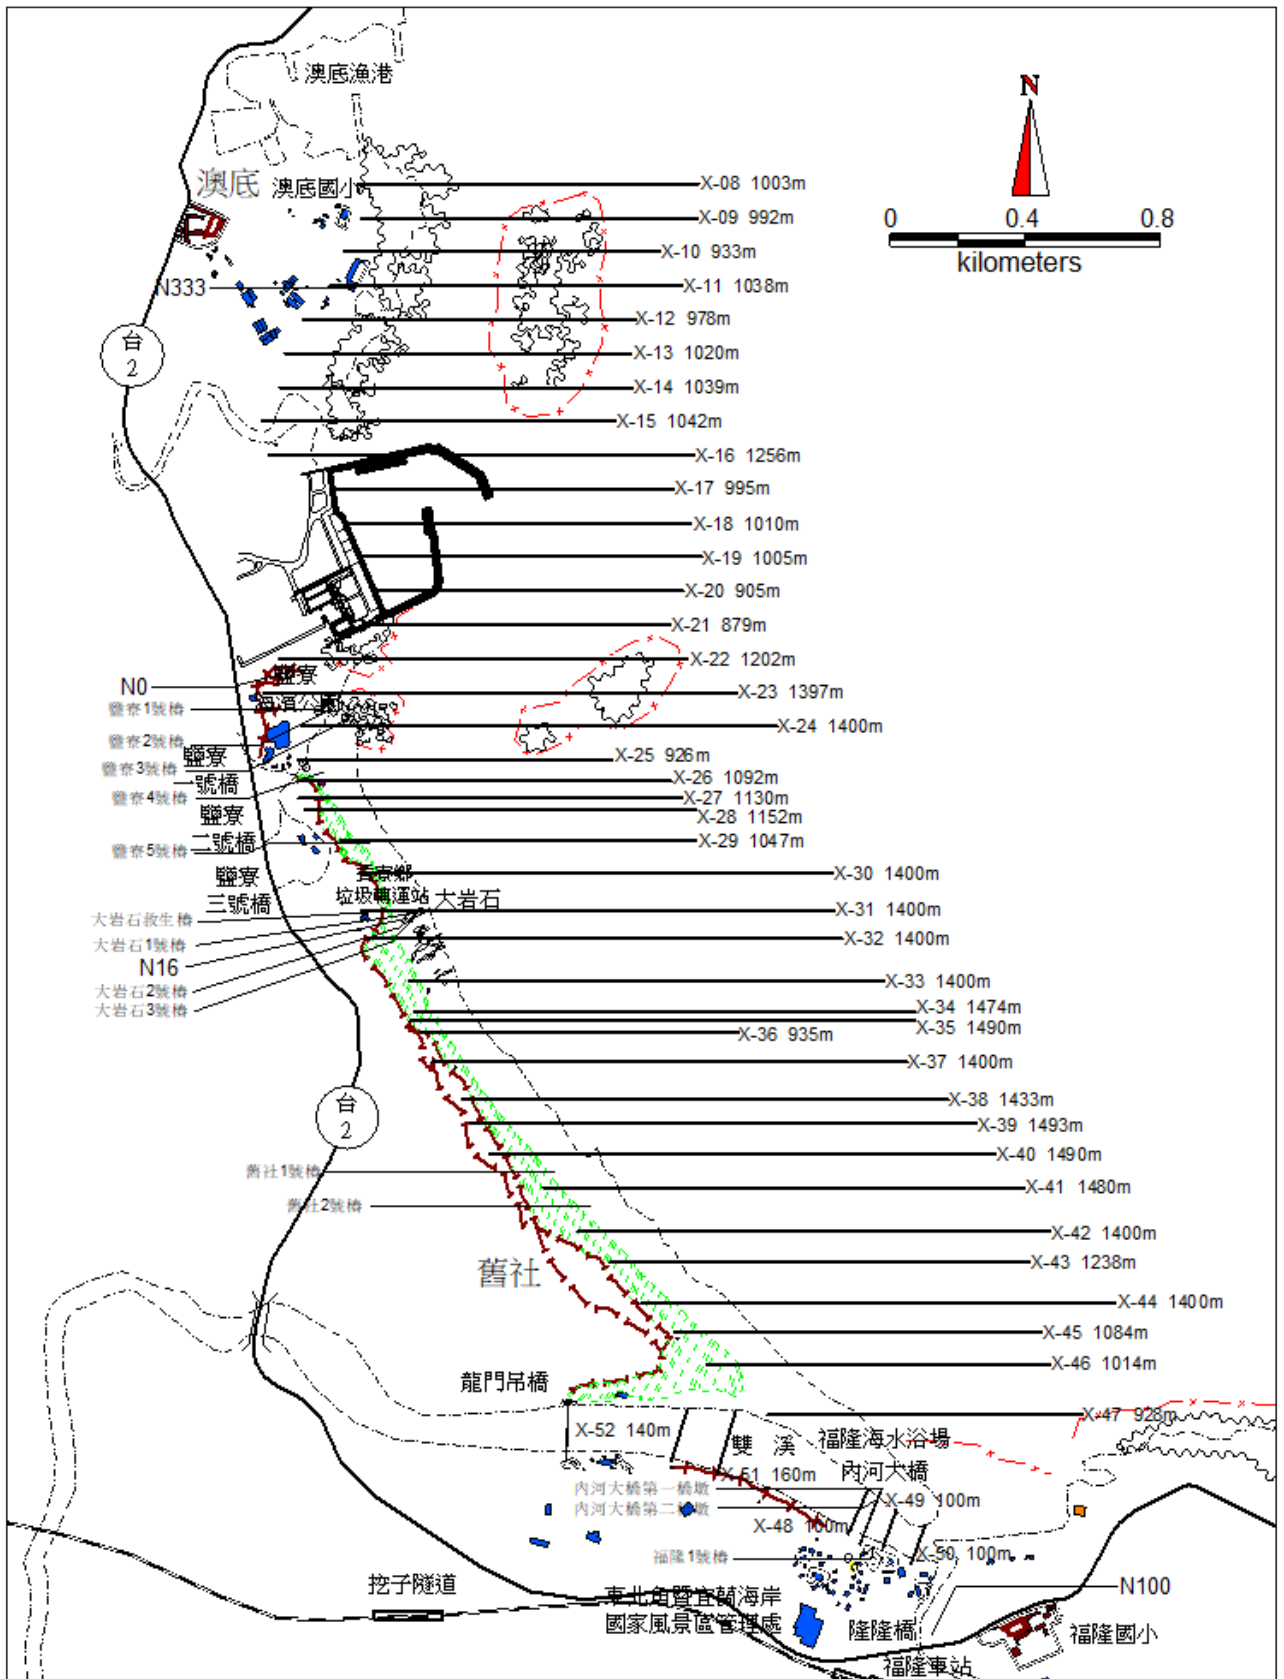 澳底漁港
N
澳底
澳底國小
X-08 1003m
X-09 992m
0 0.4 0.8
kilometers
X-10 933m
N333
X-11 1038m
X-12 978m
台
2
X-13 1020m
X-14 1039m
X-15 1042m
X-16 1256m
X-17 995m
X-18 1010m
X-19 1005m
X-20 905m
X-21 879m
X-22 1202m
鹽寮
海濱公園
N0
X-23 1397m
鹽寮1號樁
X-24 1400m
鹽寮2號樁
鹽寮
一號橋
X-25 926m
鹽寮3號樁
X-26 1092m
鹽寮4號樁
X-27 1130m
鹽寮
二號橋
X-28 1152m
X-29 1047m
鹽寮5號樁
鹽寮
三號橋
貢寮鄉
垃圾轉運站
X-30 1400m
大岩石
X-31 1400m
大岩石救生樁
X-32 1400m
大岩石1號樁
N16
X-33 1400m
大岩石2號樁
大岩石3號樁
X-34 1474m
X-35 1490m
X-36 935m
X-37 1400m
X-38 1433m
台
2
X-39 1493m
X-40 1490m
舊社1號樁
X-41 1480m
舊社2號樁
X-42 1400m
X-43 1238m
舊社
X-44 1400m
X-45 1084m
X-46 1014m
龍門吊橋
X-47 928m
X-52 140m
雙 溪
福隆海水浴場
X-51 160m
內河大橋
內河大橋第一橋墩
X-49 100m
內河大橋第二橋墩
X-48 100m
X-50 100m
福隆1號樁
挖子隧道
N100
東北角暨宜蘭海岸
國家風景區管理處
隆隆橋
福隆國小
福隆車站